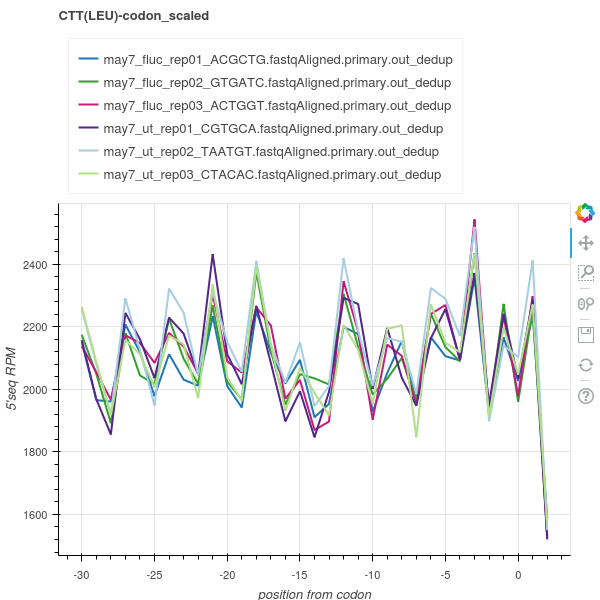 CTT(LEU)-codon_scaled
may7_fluc_rep01_ACGCTG.fastqAligned.primary.out_dedup
may7_fluc_rep02_GTGATC.fastqAligned.primary.out_dedup
may7_fluc_rep03_ACTGGT.fastqAligned.primary.out_dedup
may7_ut_rep01_CGTGCA.fastqAligned.primary.out_dedup
may7_ut_rep02_TAATGT.fastqAligned.primary.out_dedup
may7_ut_rep03_CTACAC.fastqAligned.primary.out_dedup
2400
2200
2000
1800
1600
5'seq RPM
-30 -25 -20 -15 -10 -5 0
position from codon